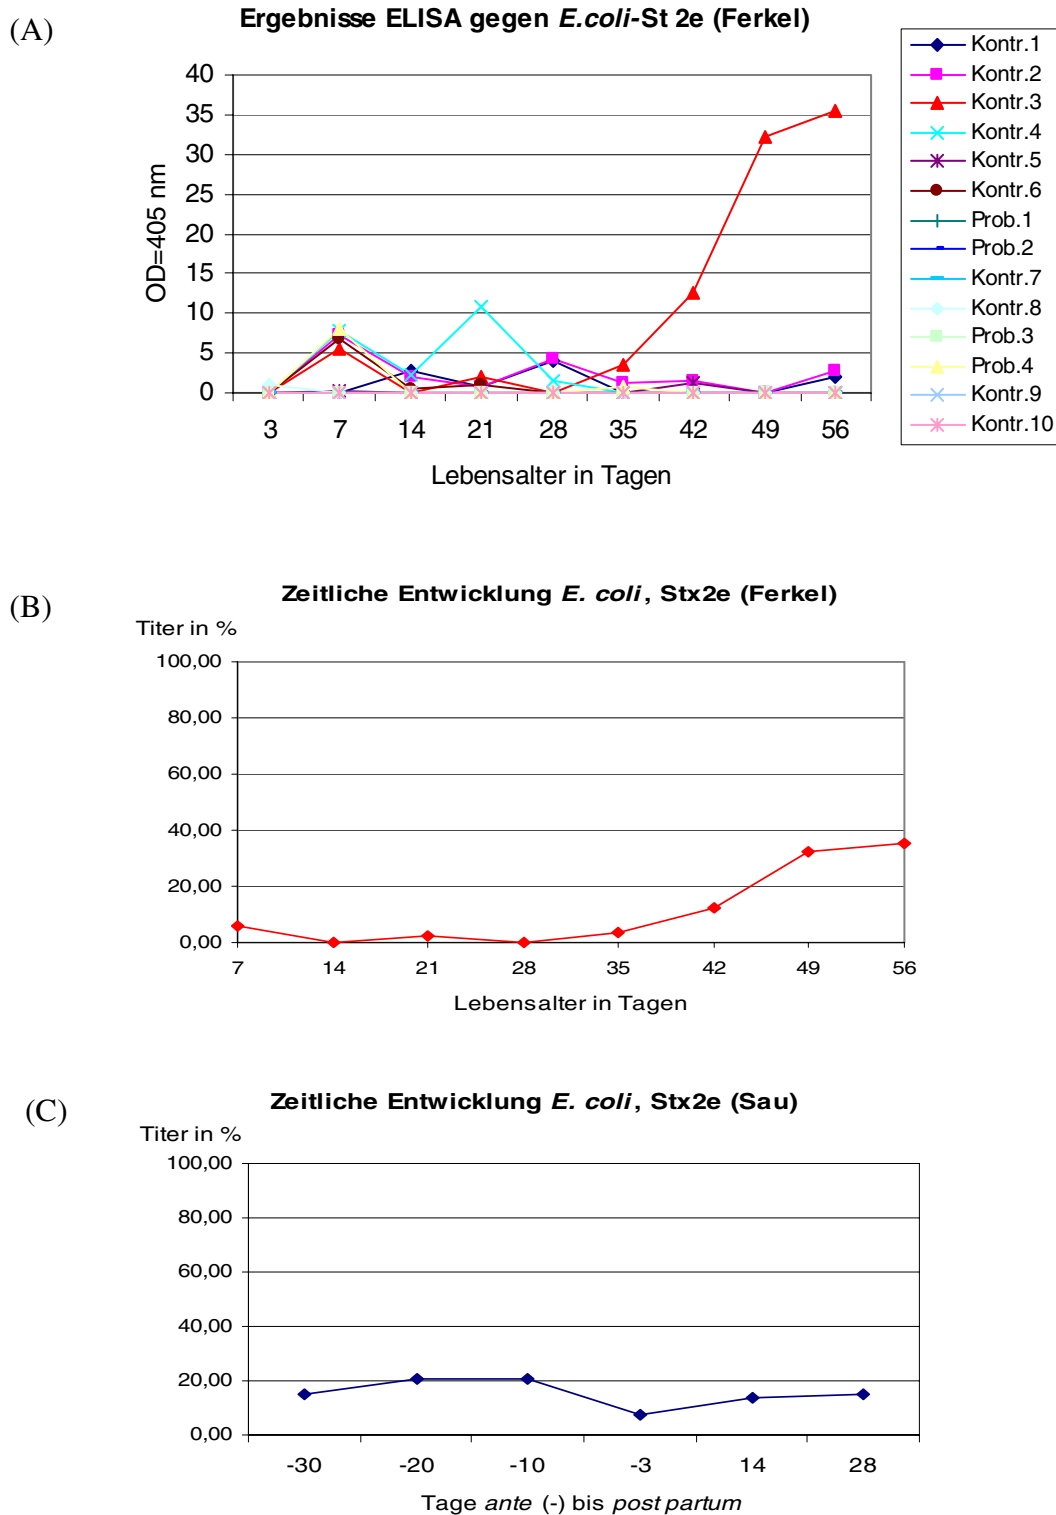 (A)
Ergebnisse ELISA gegen E.coli-St 2e (Ferkel)
OD=405 nm
40
35
30
25
20
15
10
5
0
3 7 14 21 28 35 42 49 56
Lebensalter in Tagen
Kontr.1
Kontr.2
Kontr.3
Kontr.4
Kontr.5
Kontr.6
Prob.1
Prob.2
Kontr.7
Kontr.8
Prob.3
Prob.4
Kontr.9
Kontr.10
(B)
Zeitliche Entwicklung E. coli, Stx2e (Ferkel)
Titer in %
100,00
80,00
60,00
40,00
20,00
0,00
7 14 21 28 35 42 49 56
Lebensalter in Tagen
(C)
Zeitliche Entwicklung E. coli, Stx2e (Sau)
Titer in %
100,00
80,00
60,00
40,00
20,00
0,00
-30 -20 -10 -3 14 28
Tage ante (-) bis post partum